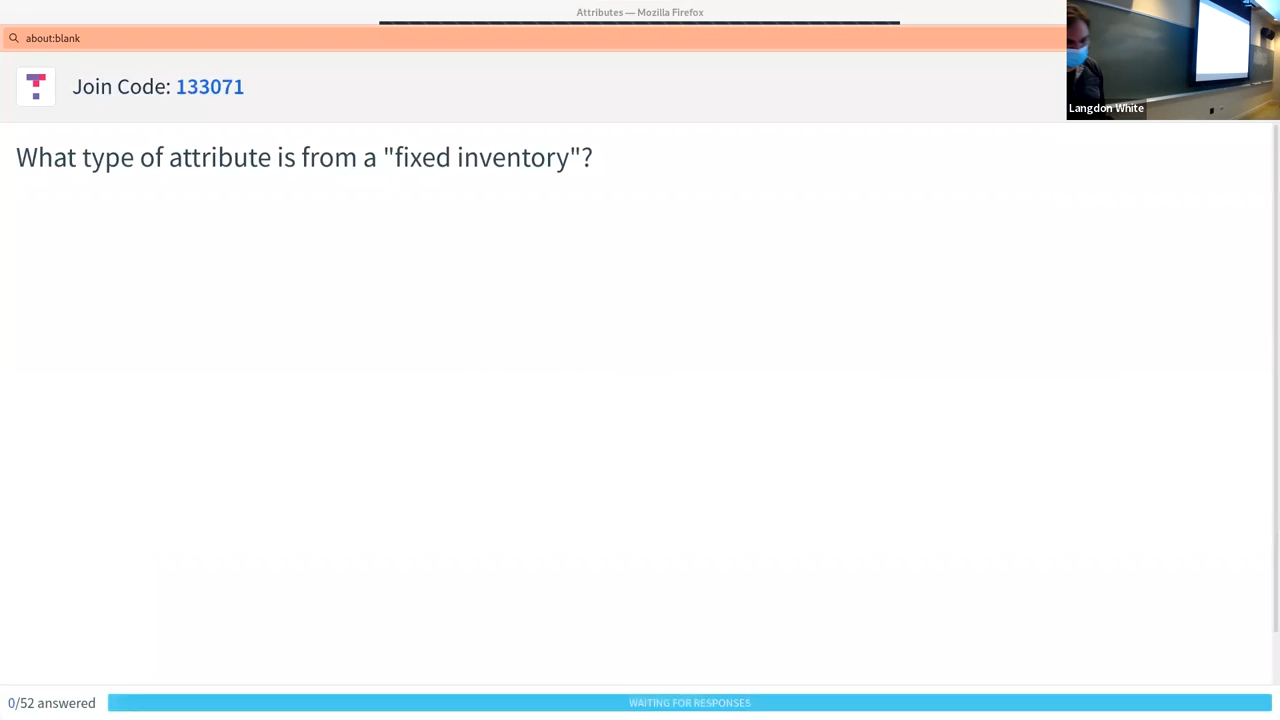 Attributes — Mozilla Firefox
about:blank
Join Code: 133071
Langdon White
What type of attribute is from a "fixed inventory"?
0/52 answered
WAITING FOR RESPONSES